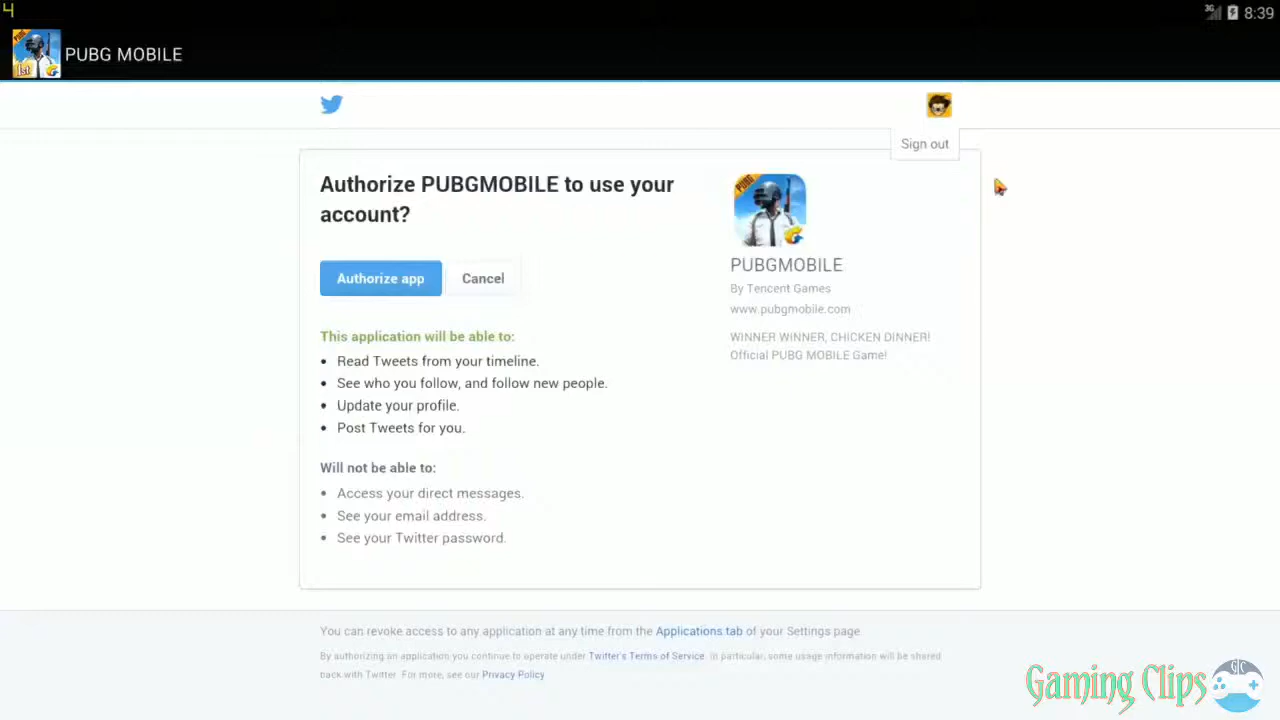 4
3G 8:39
PUBG MOBILE
Sign out
Authorize PUBGMOBILE to use your
account?
Authorize app Cancel
This application will be able to:
• Read Tweets from your timeline.
• See who you follow, and follow new people.
• Update your profile.
• Post Tweets for you.
Will not be able to:
• Access your direct messages.
• See your email address.
• See your Twitter password.
PUBG
PUBGMOBILE
By Tencent Games
www.pubgmobile.com
WINNER WINNER, CHICKEN DINNER!
Official PUBG MOBILE Game!
You can revoke access to any application at any time from the Applications tab of your Settings page.
By authorizing an application you continue to operate under Twitter's Terms of Service. In particular, some usage information will be shared
back with Twitter. For more, see our Privacy Policy.
Gaming Clips
GC